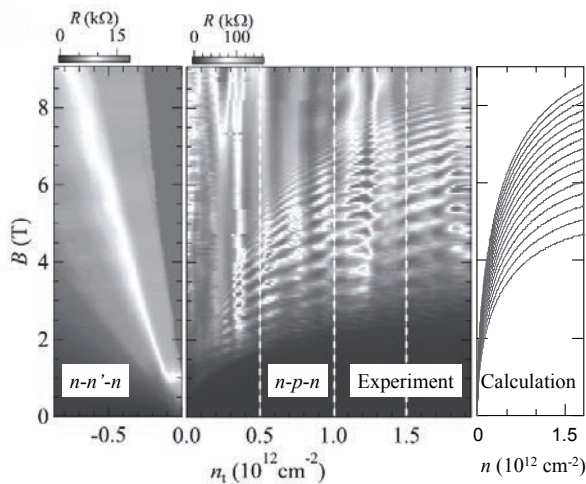 R (kΩ)
0 15
R (kΩ)
0 100
8
6
4
2
0
B (T)
n-n'-n
n-p-n
Experiment
Calculation
-0.5
0.0
0.5
1.0
1.5
0
1
n_t (10^12 cm^-2)
n (10^12 cm^-2)